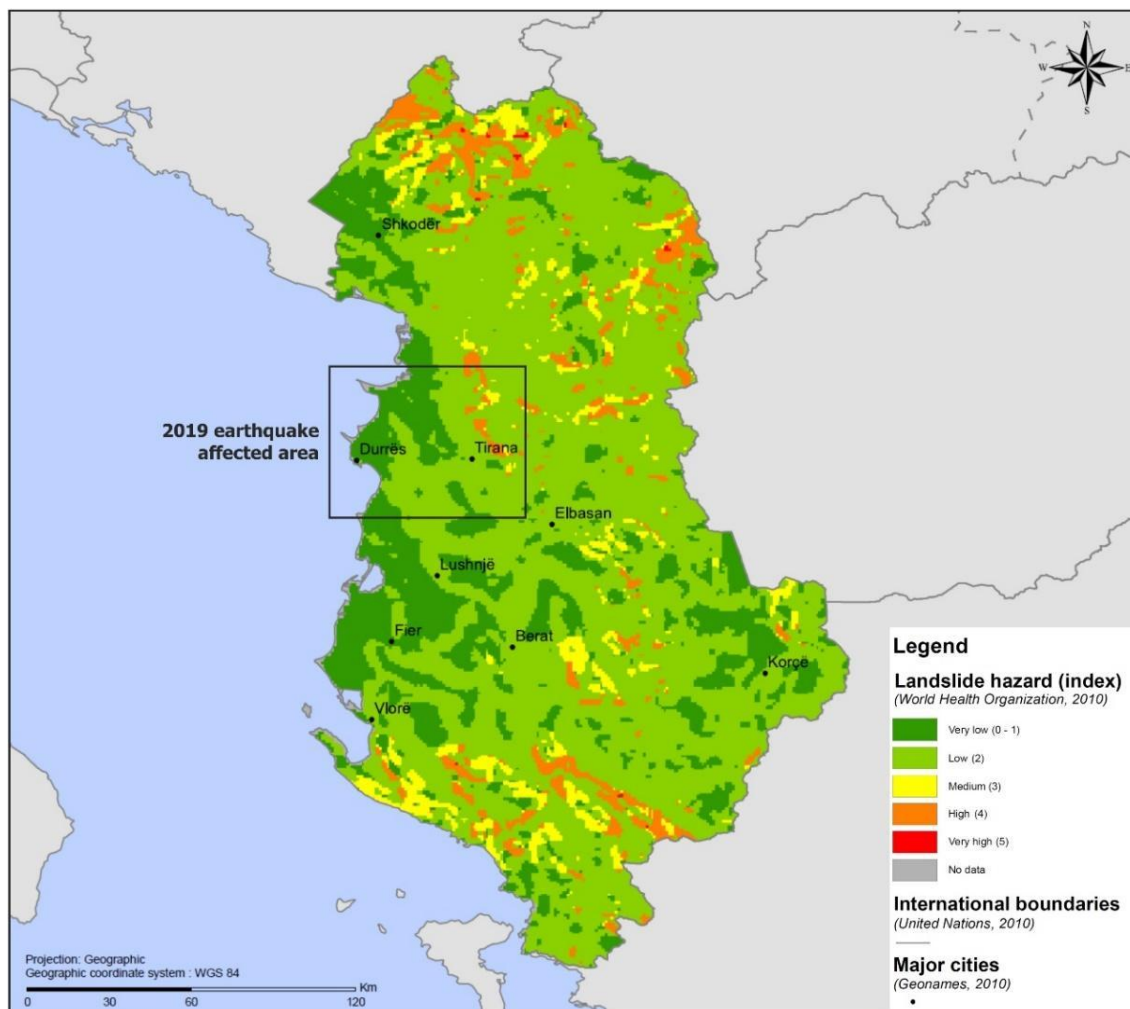 N
W E
S
Shkodër
2019 earthquake
affected area
Durrës
Tirana
Elbasan
Lushnjë
Fier
Berat
Korçë
Vlorë
Legend
Landslide hazard (index)
(World Health Organization, 2010)
Very low (0 - 1)
Low (2)
Medium (3)
High (4)
Very high (5)
No data
International boundaries
(United Nations, 2010)
Major cities
(Geonames, 2010)
Projection: Geographic
Geographic coordinate system : WGS 84
Km
0 30 60 120